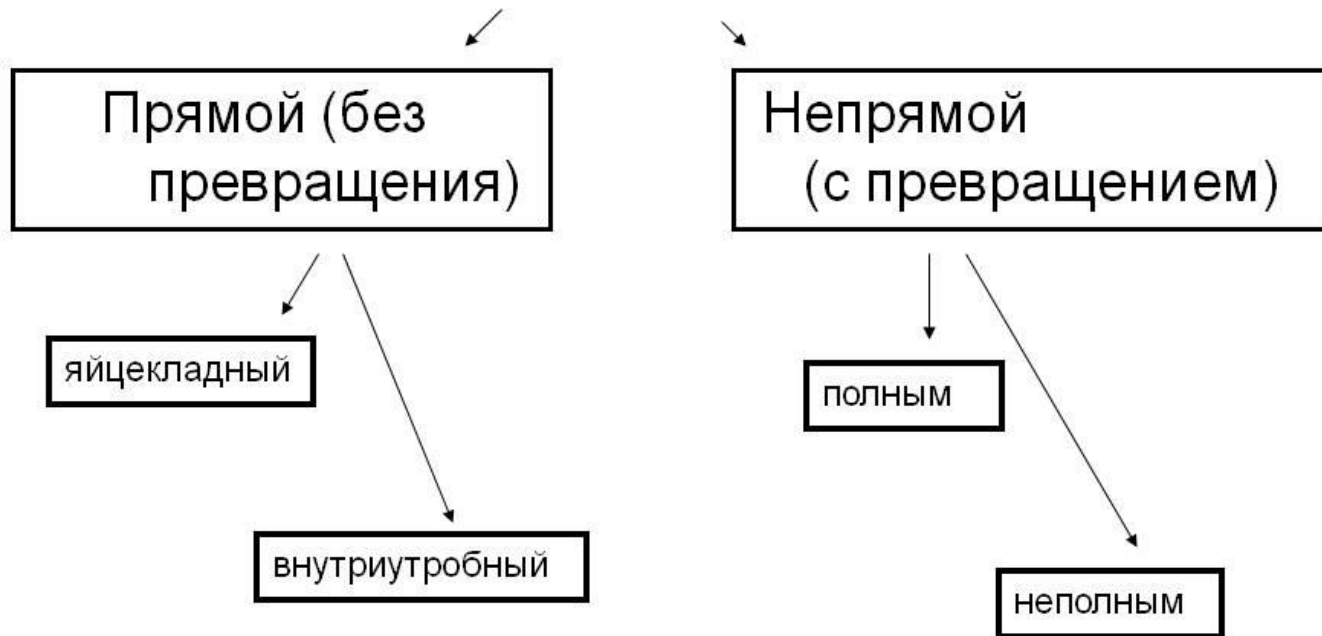 Прямой (без
превращения)
Непрямой
(с превращением)
яйцекладный
полным
внутриутробный
неполным